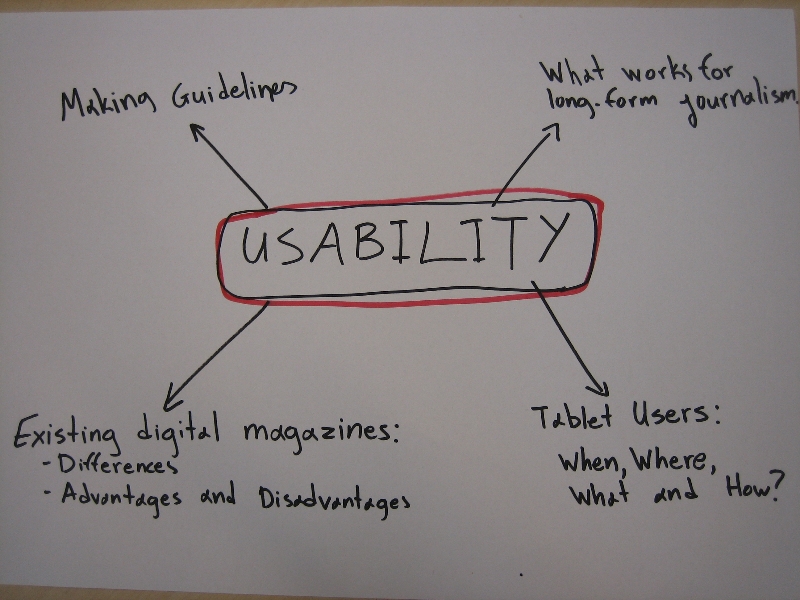 Making Guidelines
What works for
long-form journalism.
USABILITY
Existing digital magazines:
- Differences
- Advantages and Disadvantages
Tablet Users:
When, Where,
What and How?